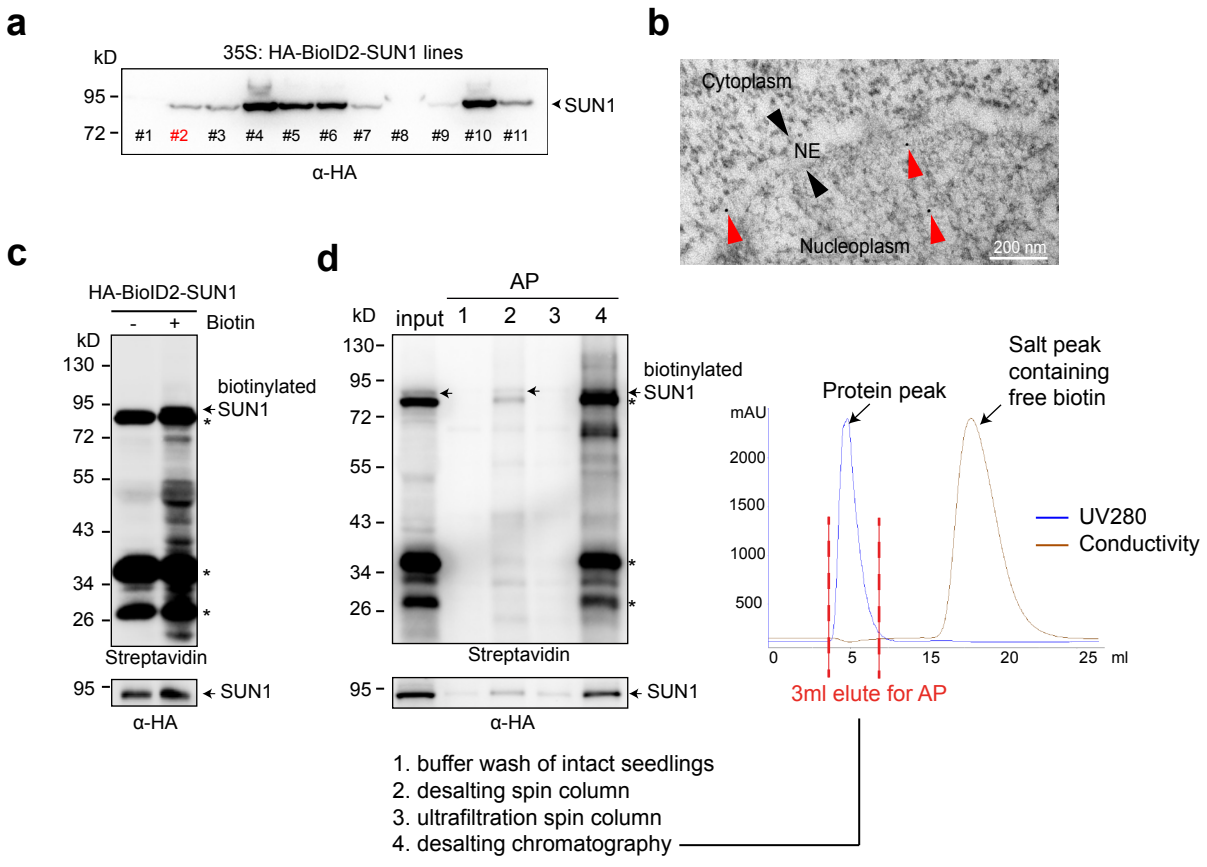 a
35S: HA-BioID2-SUN1 lines
kD
95
72
#1 #2 #3 #4 #5 #6 #7 #8 #9 #10 #11
SUN1
α-HA
b
Cytoplasm
NE
Nucleoplasm
200 nm
c
HA-BioID2-SUN1
- + Biotin
kD
130
95
72
55
43
34
26
biotinylated
SUN1
*
*
*
Streptavidin
95
SUN1
α-HA
d
AP
kD input 1 2 3 4
130
95
72
55
43
34
26
biotinylated
SUN1
*
*
*
Streptavidin
95
SUN1
α-HA
1. buffer wash of intact seedlings
2. desalting spin column
3. ultrafiltration spin column
4. desalting chromatography
mAU
2000
1500
1000
500
0 5 15 20 25 ml
Protein peak
Salt peak
containing
free biotin
UV280
Conductivity
3ml elute for AP